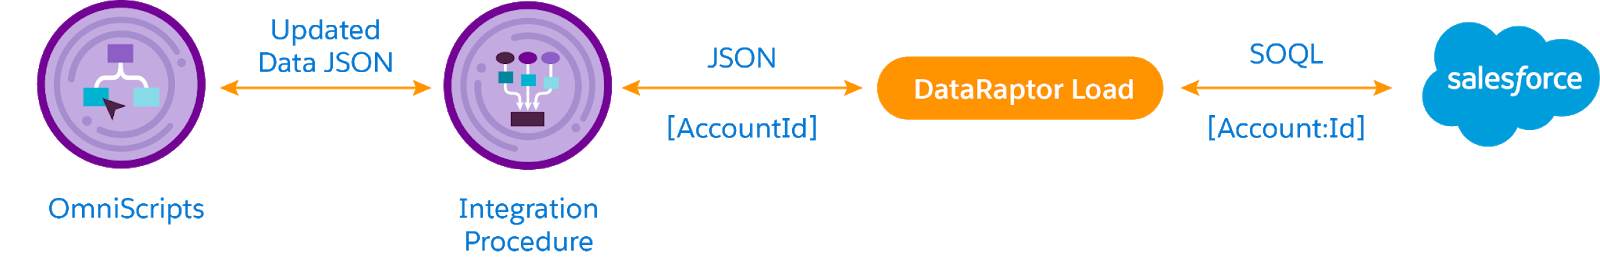 Updated
Data JSON
JSON
[AccountId]
DataRaptor Load
SOQL
[Account:Id]
salesforce
OmniScripts
Integration
Procedure